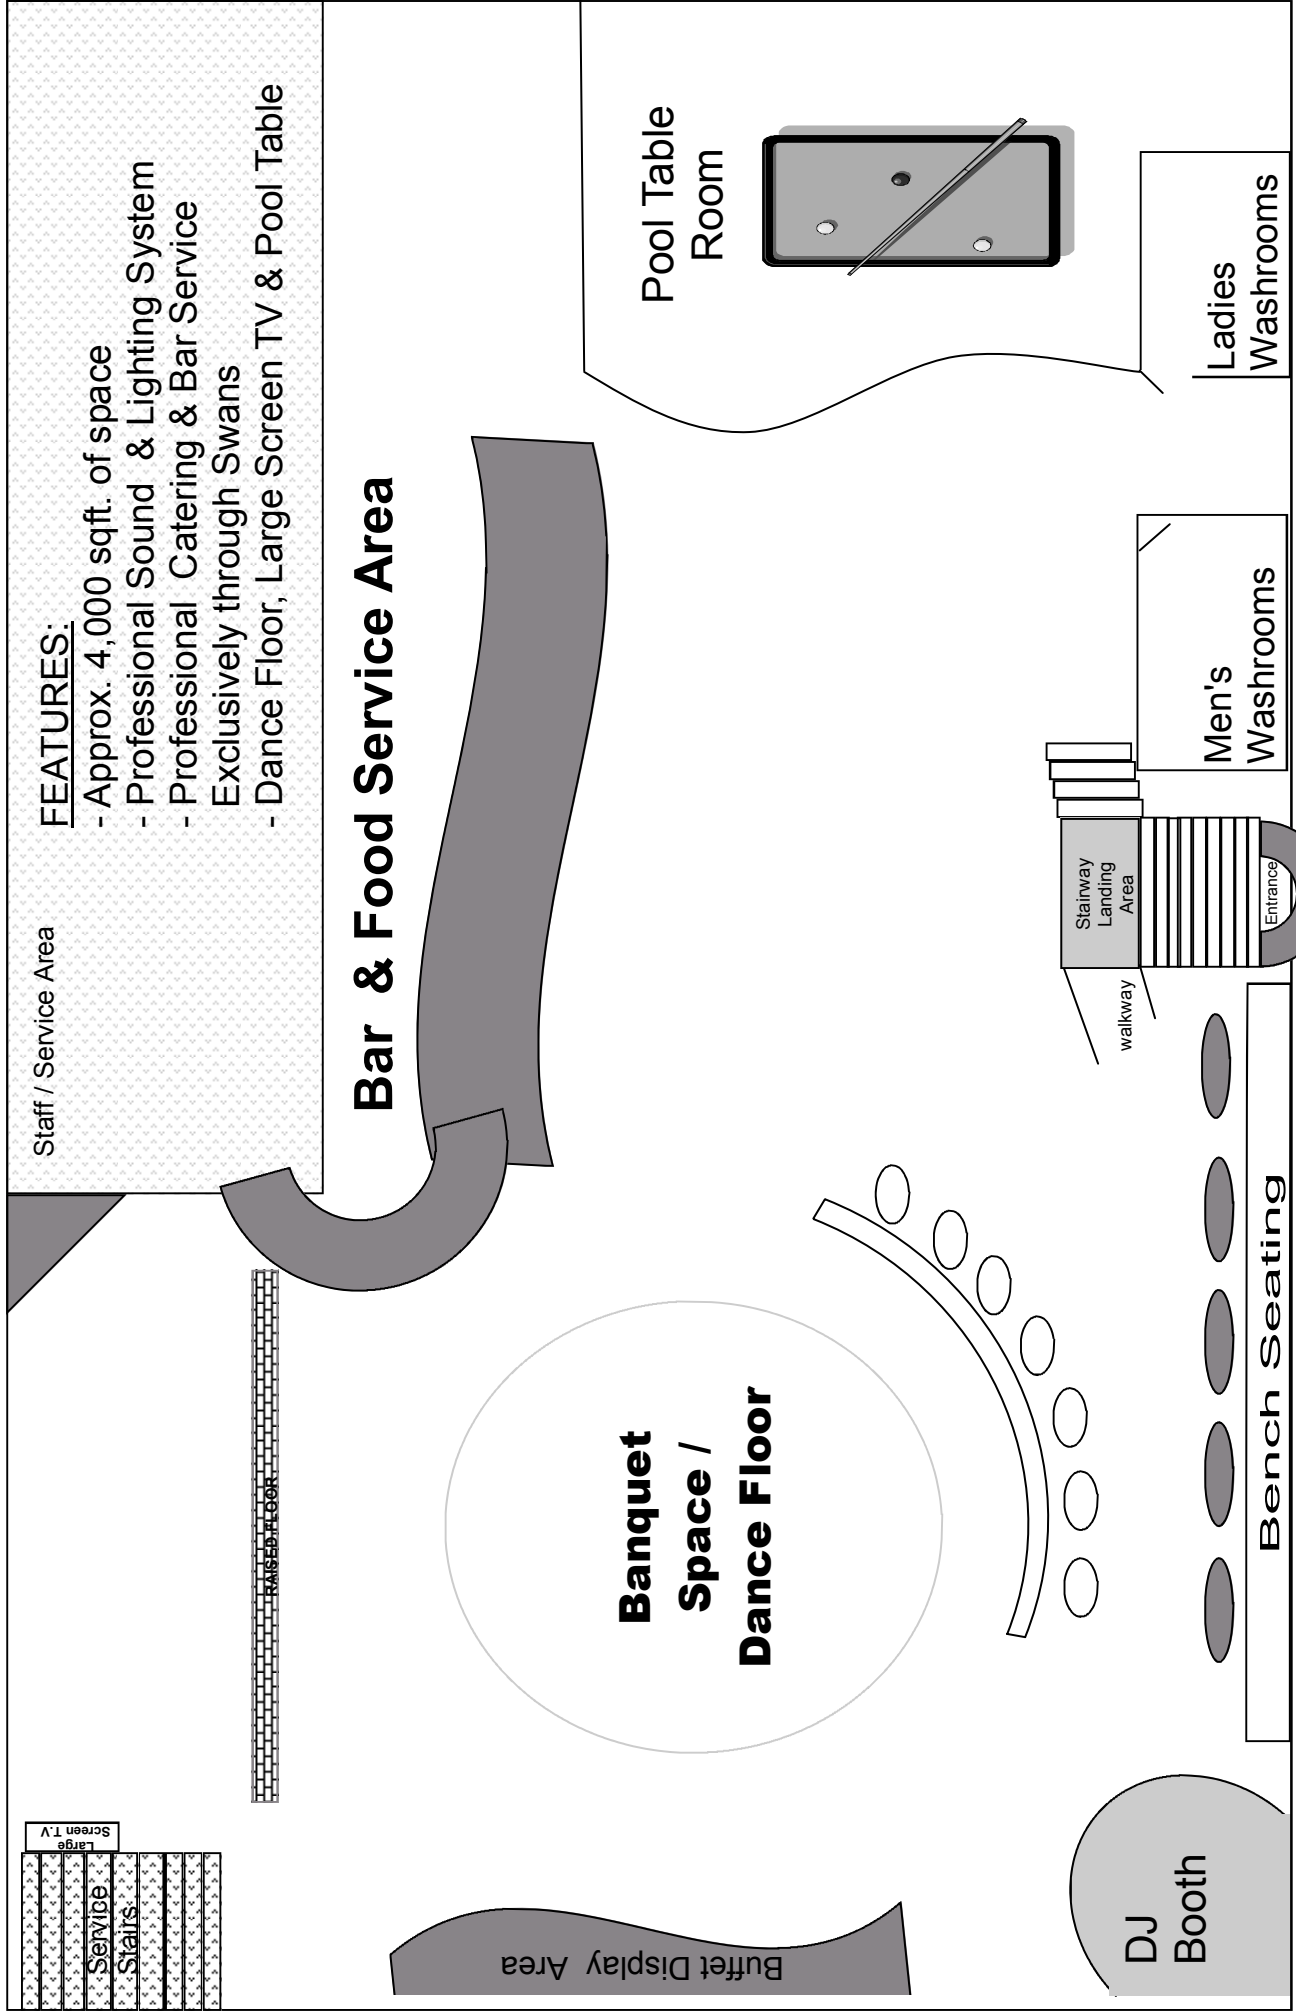 Staff / Service Area
FEATURES:
- Approx. 4,000 sqft. of space
- Professional Sound & Lighting System
- Professional Catering & Bar Service
Exclusively through Swans
- Dance Floor, Large Screen TV & Pool Table
Bar & Food Service Area
Pool Table
Room
Large
Screen T.V
Service
Stairs
RAISED FLOOR
Banquet
Space /
Dance Floor
Buffet Display Area
Stairway
Landing
Area
walkway
Entrance
Men's
Washrooms
Ladies
Washrooms
DJ
Booth
Bench Seating